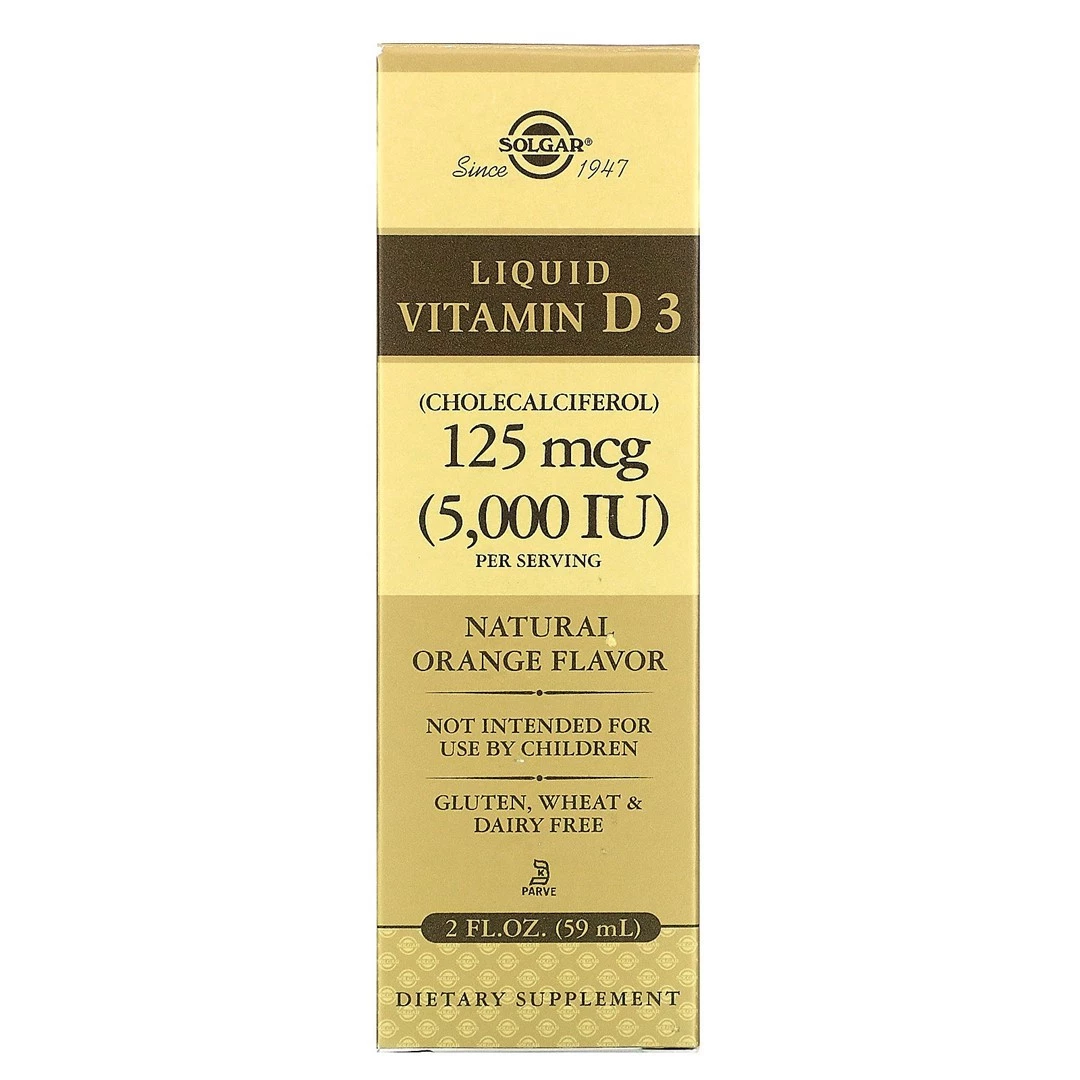 SOLGAR®
Since 1947
LIQUID
VITAMIN D 3
(CHOLECALCIFEROL)
125 mcg
(5,000 IU)
PER SERVING
NATURAL
ORANGE FLAVOR
NOT INTENDED FOR
USE BY CHILDREN
GLUTEN, WHEAT &
DAIRY FREE
K
PARVE
2 FL.OZ. (59 mL)
DIETARY SUPPLEMENT